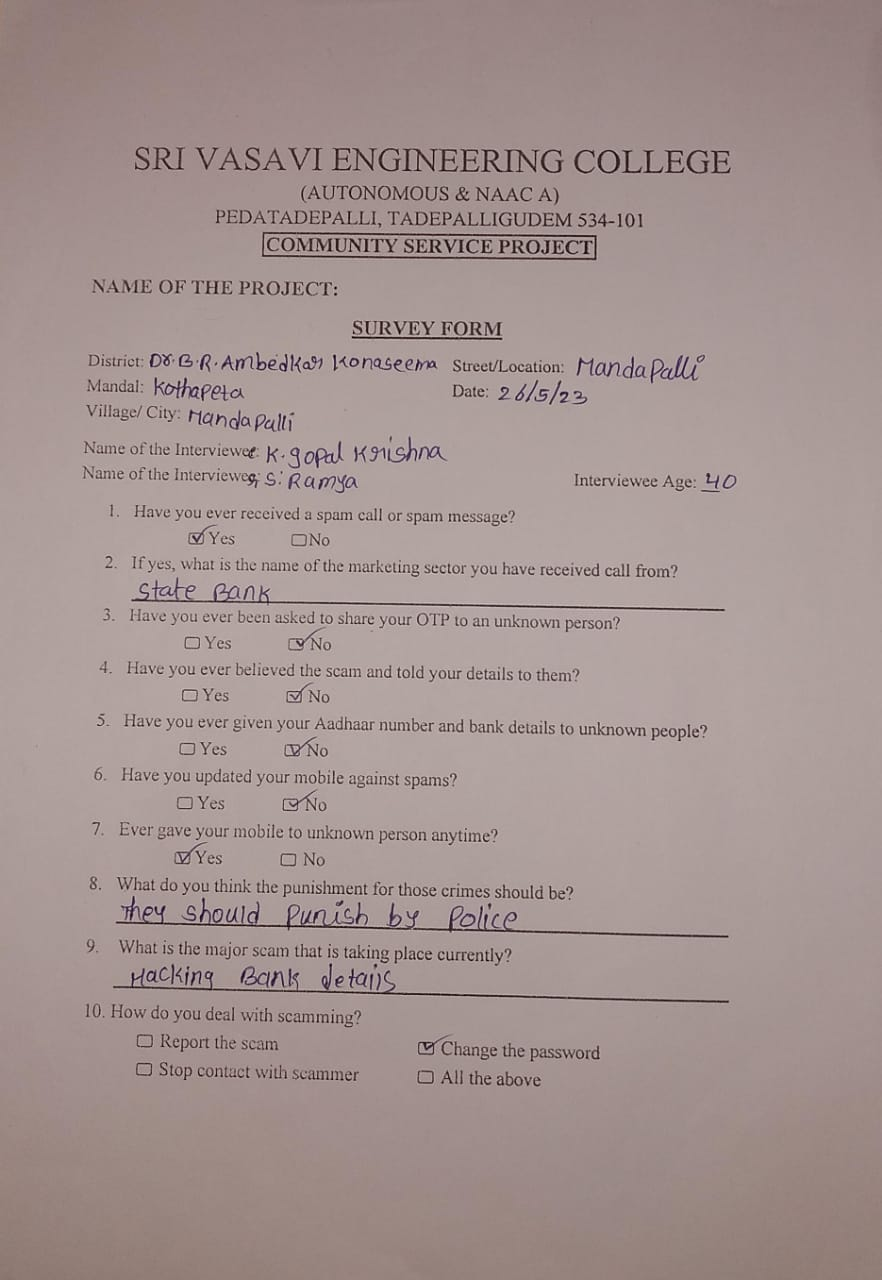 SRI VASAVI ENGINEERING COLLEGE
(AUTONOMOUS & NAAC A)
PEDATADEPALLI, TADEPALLIGUDEM 534-101
COMMUNITY SERVICE PROJECT
NAME OF THE PROJECT:
SURVEY FORM
District: Dr. B.R. Ambedkar Konaseema Street/Location: Mandapalli
Mandal: Kothapeta Date: 26/5/23
Village/ City: Mandapalli
Name of the Interviewee: K. gopal Krishna
Name of the Interviewer: S. Ramya Interviewee Age: 40
1. Have you ever received a spam call or spam message?
☑ Yes ☐ No
2. If yes, what is the name of the marketing sector you have received call from?
State Bank
3. Have you ever been asked to share your OTP to an unknown person?
☐ Yes ☑ No
4. Have you ever believed the scam and told your details to them?
☐ Yes ☑ No
5. Have you ever given your Aadhaar number and bank details to unknown people?
☐ Yes ☑ No
6. Have you updated your mobile against spams?
☐ Yes ☑ No
7. Ever gave your mobile to unknown person anytime?
☑ Yes ☐ No
8. What do you think the punishment for those crimes should be?
They should Punish by Police
9. What is the major scam that is taking place currently?
Hacking Bank details
10. How do you deal with scamming?
☐ Report the scam ☑ Change the password
☐ Stop contact with scammer ☐ All the above